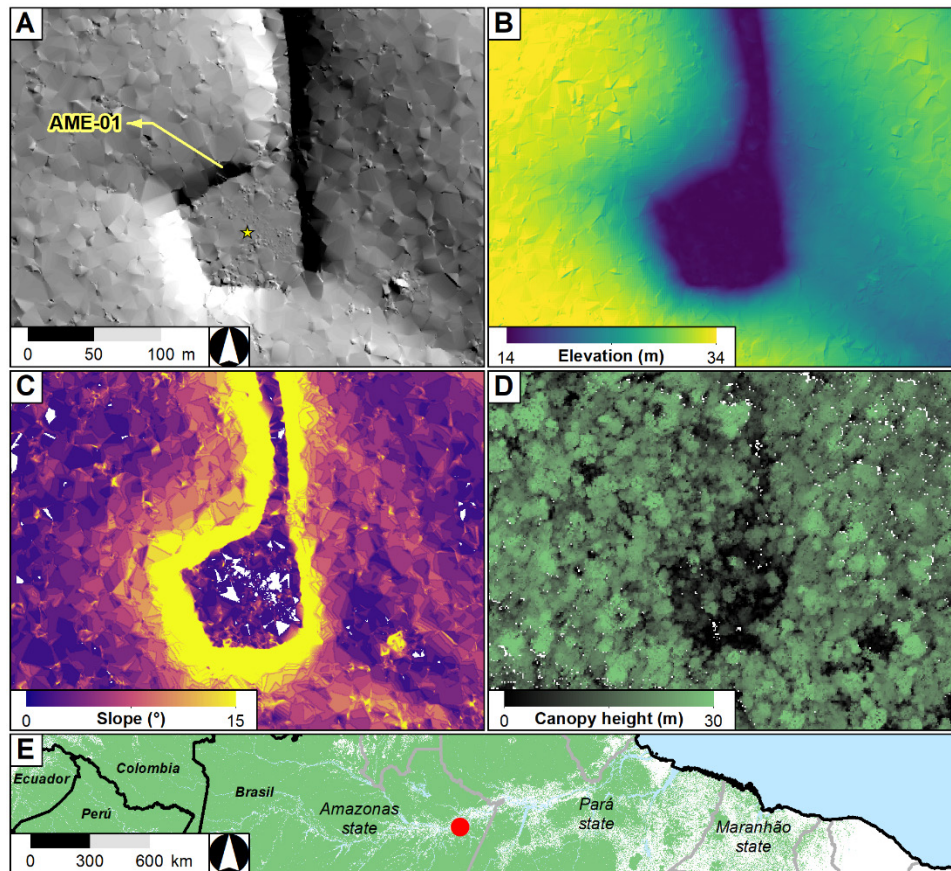 A
AME-01
0 50 100 m
B
14 Elevation (m) 34
C
0 Slope (°) 15
D
0 Canopy height (m) 30
E
Ecuador
Colombia
Perú
Brasil
Amazonas
state
Pará
state
Maranhão
state
0 300 600 km